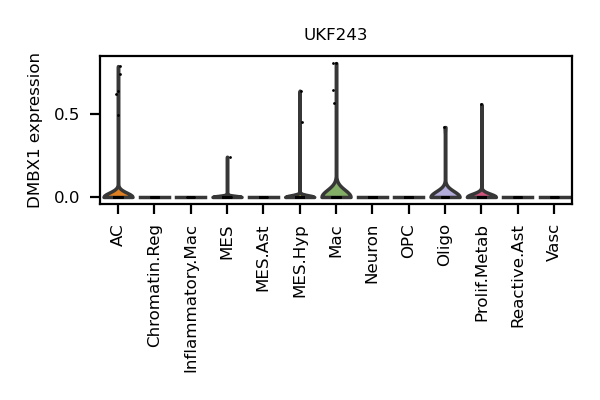 UKF243
DMBX1 expression
0.5
0.0
AC
Chromatin.Reg
Inflammatory.Mac
MES
MES.Ast
MES.Hyp
Mac
Neuron
OPC
Oligo
Prolif.Metab
Reactive.Ast
Vasc